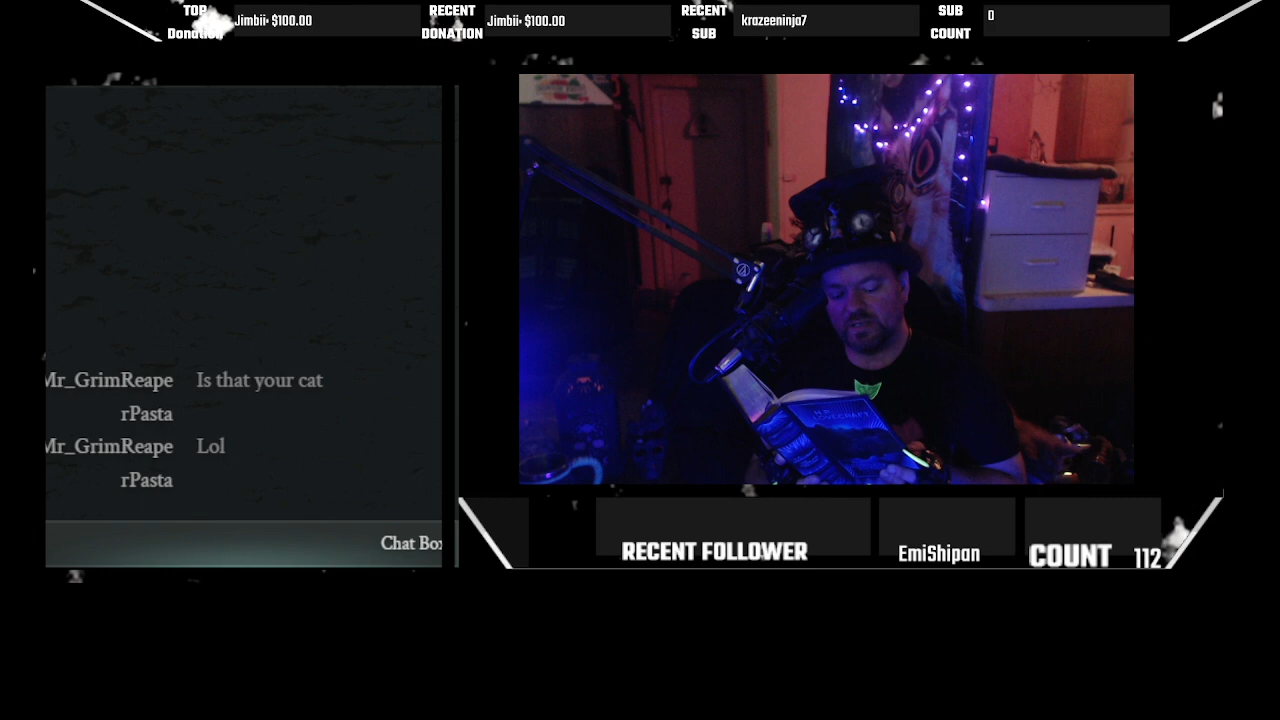 TOP
Donation
Jimbii• $100.00
RECENT
DONATION
Jimbii• $100.00
RECENT
SUB
krazeeninja7
SUB
COUNT
0
Mr_GrimReape
rPasta
Is that your cat
Mr_GrimReape
rPasta
Lol
Chat Box
H.P.
LOVECRAFT
RECENT FOLLOWER
EmiShipan
COUNT
112